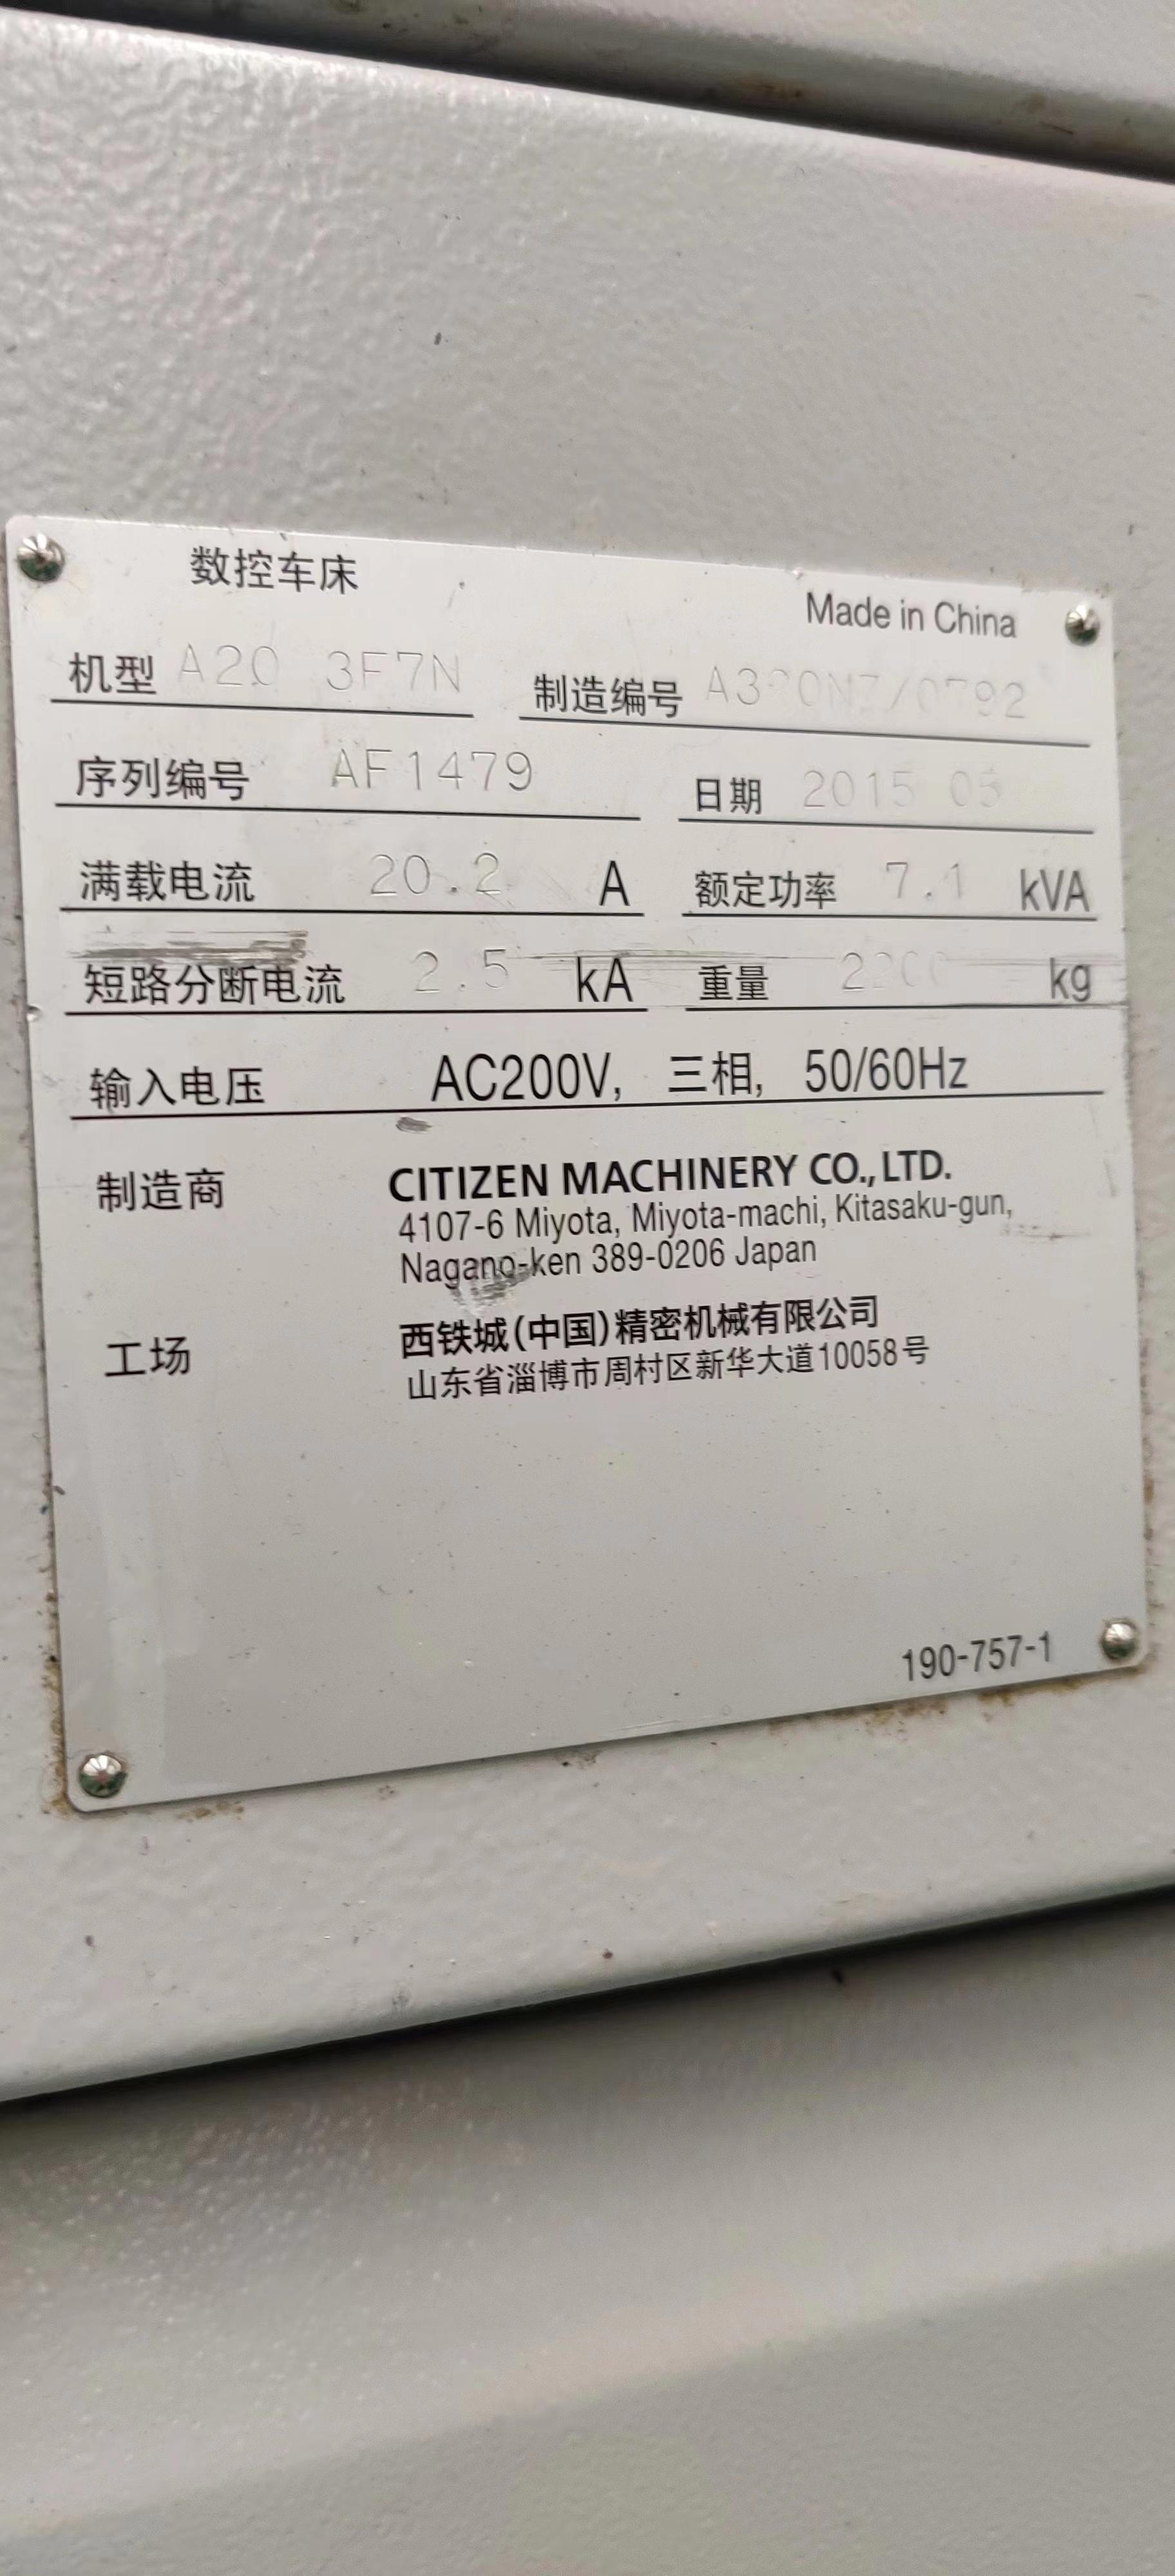 数控车床
Made in China
机型 A20 3F7N 制造编号
序列编号 AF1479 日期 2015 05
满载电流 20.2 A 额定功率 7.1 kVA
短路分断电流 2.5 kA 重量 2200 kg
输入电压 AC200V, 三相, 50/60Hz
制造商 CITIZEN MACHINERY CO., LTD.
4107-6 Miyota, Miyota-machi, Kitasaku-gun,
Nagano-ken 389-0206 Japan
工场 西铁城(中国)精密机械有限公司
山东省淄博市周村区新华大道10058号
190-757-1